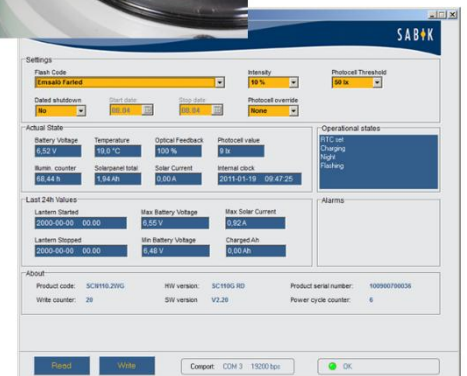 SABIK
Settings
Flash Code Intensity Photocell Threshold
Emsalö Farled 10 % 50 lx
Dated shutdown Start date: Stop date: Photocell override
No 08.04 08.04 None
Actual State Operational states
Battery Voltage Temperature Optical Feedback Photocell value RTC set
6,52 V 19,0 °C 100 % 9 lx Charging
Night
Illumin. counter Solarpanel total Solar Current Internal clock Flashing
68,44 h 1,94 Ah 0,00 A 2011-01-19 09:47:25
Last 24h Values Alarms
Lantern Started Max Battery Voltage Max Solar Current
2000-00-00 00:00 6,55 V 0,92 A
Lantern Stopped Min Battery Voltage Charged Ah
2000-00-00 00:00 6,48 V 0,00 Ah
About
Product code: SC1110.2WG HW version: SC110G RD Product serial number: 100900700038
Write counter: 20 SW version V2.20 Power cycle counter: 6
Read Write Comport: COM 3 19200 bps OK